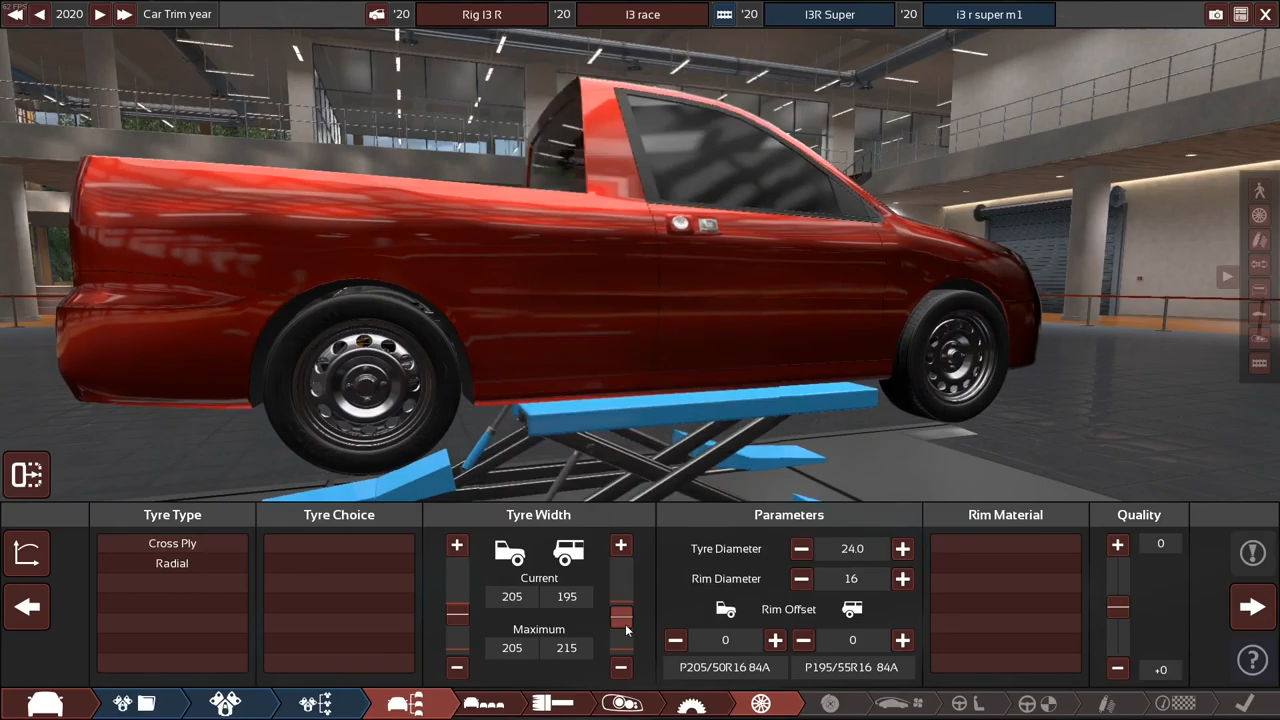 62 FPS
2020 Car Trim year '20 Rig I3 R '20 I3 race '20 I3R Super '20 i3 r super m1
Tyre Type Tyre Choice Tyre Width Parameters Rim Material Quality
Cross Ply
Radial
Current
205 195
Maximum
205 215
Tyre Diameter 24.0
Rim Diameter 16
Rim Offset
0 0
P205/50R16 84A P195/55R16 84A
0
+0